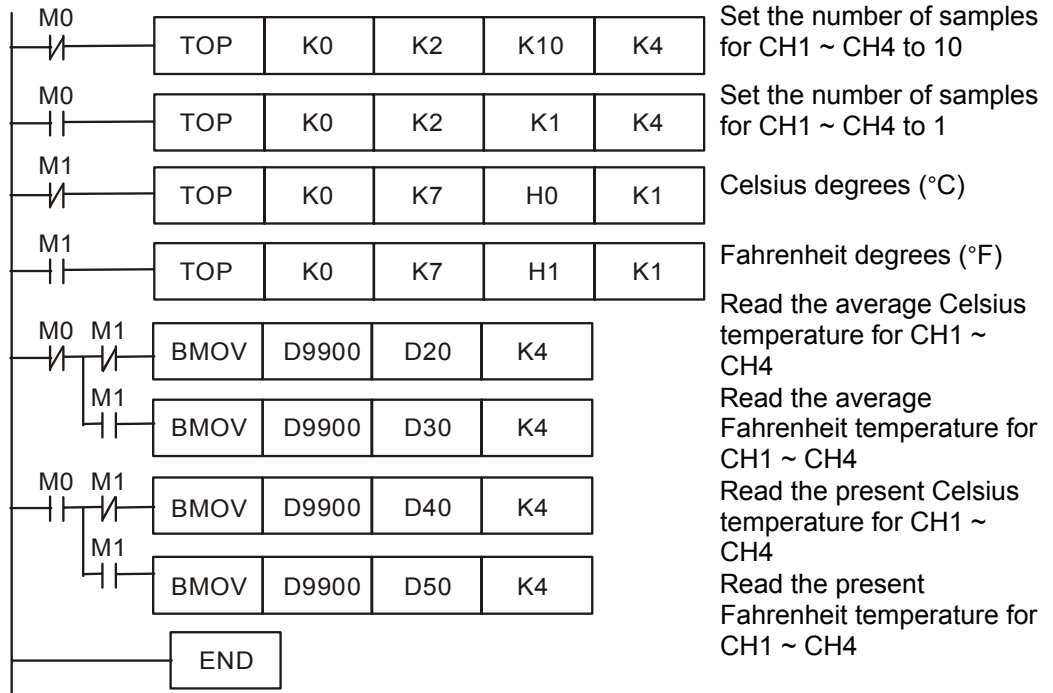 M0
TOP K0 K2 K10 K4
Set the number of samples
for CH1 ~ CH4 to 10
M0
TOP K0 K2 K1 K4
Set the number of samples
for CH1 ~ CH4 to 1
M1
TOP K0 K7 H0 K1
Celsius degrees (°C)
M1
TOP K0 K7 H1 K1
Fahrenheit degrees (°F)
M0 M1
BMOV D9900 D20 K4
Read the average Celsius
temperature for CH1 ~
CH4
M1
BMOV D9900 D30 K4
Read the average
Fahrenheit temperature for
CH1 ~ CH4
M0 M1
BMOV D9900 D40 K4
Read the present Celsius
temperature for CH1 ~
CH4
M1
BMOV D9900 D50 K4
Read the present
Fahrenheit temperature for
CH1 ~ CH4
END